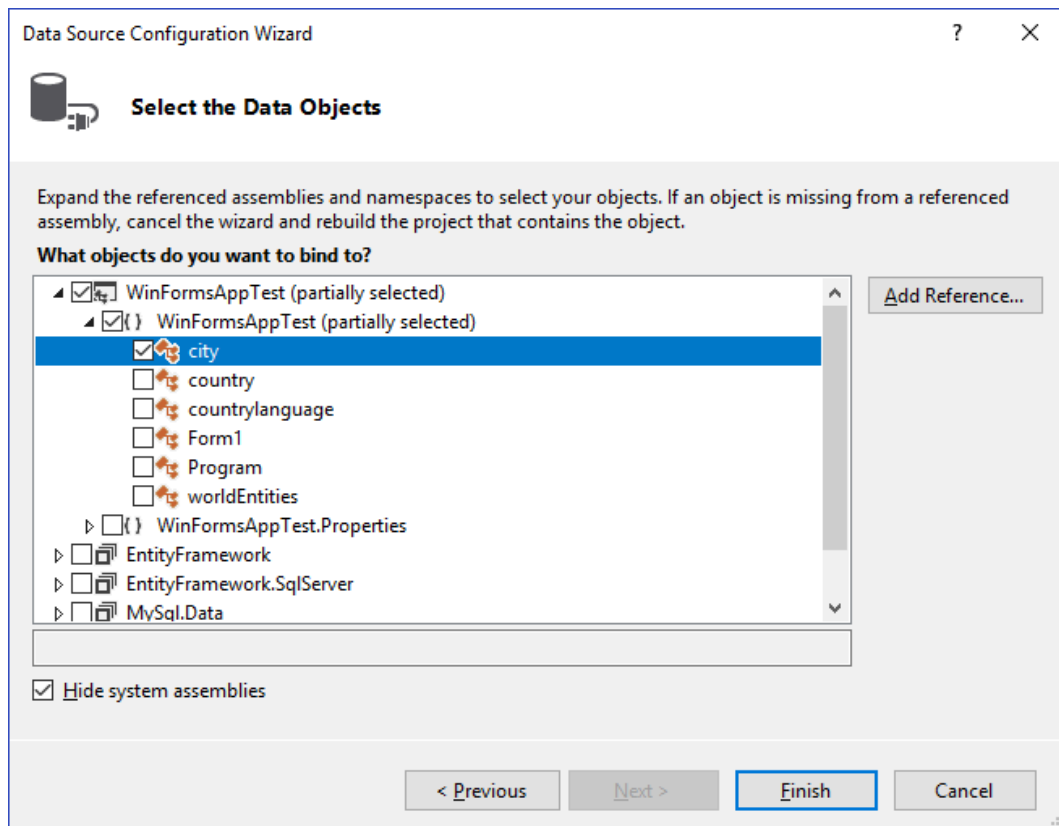 Data Source Configuration Wizard
?
Select the Data Objects
Expand the referenced assemblies and namespaces to select your objects. If an object is missing from a referenced
assembly, cancel the wizard and rebuild the project that contains the object.
What objects do you want to bind to?
WinFormsAppTest (partially selected)
Add Reference...
{ } WinFormsAppTest (partially selected)
city
country
countrylanguage
Form1
Program
worldEntities
{ } WinFormsAppTest.Properties
EntityFramework
EntityFramework.SqlServer
MySql.Data
Hide system assemblies
< Previous
Next >
Finish
Cancel